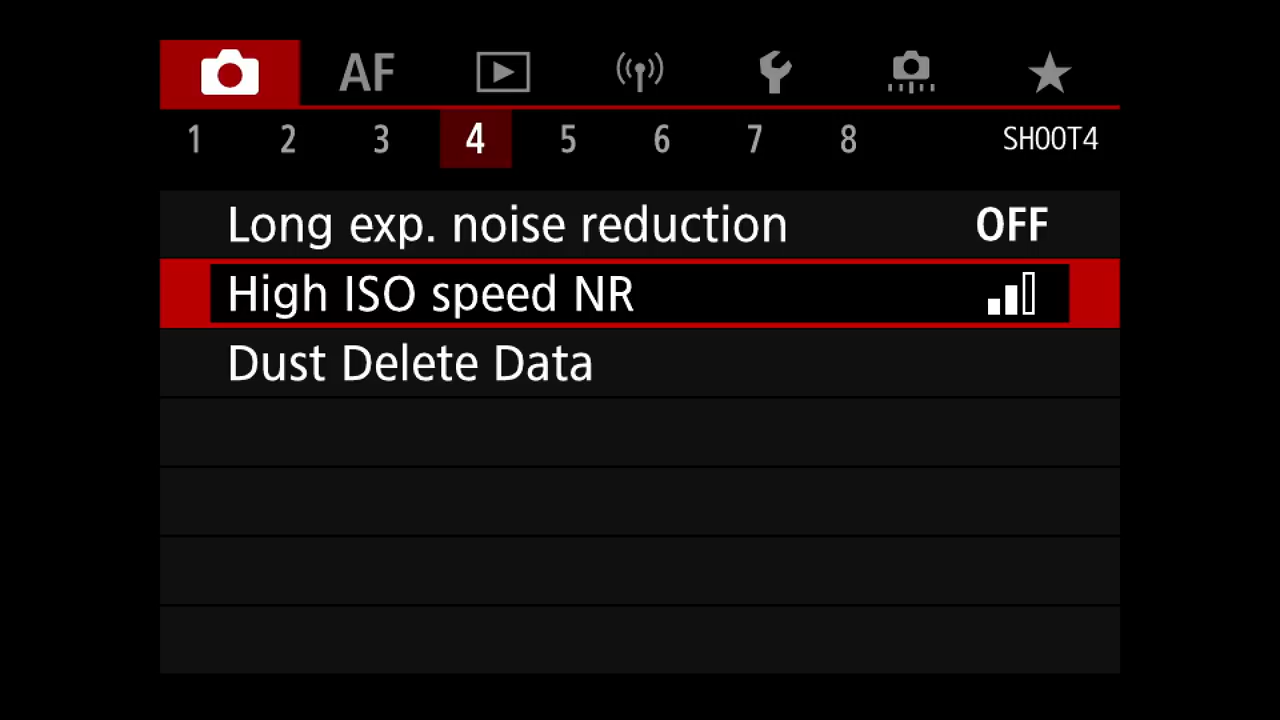 AF
1 2 3 4 5 6 7 8 SHOOT4
Long exp. noise reduction OFF
High ISO speed NR
Dust Delete Data